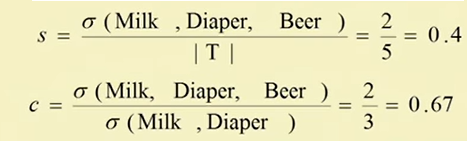 s = σ ( Milk , Diaper, Beer ) / | T | = 2 / 5 = 0.4
c = σ ( Milk, Diaper, Beer ) / σ ( Milk , Diaper ) = 2 / 3 = 0.67